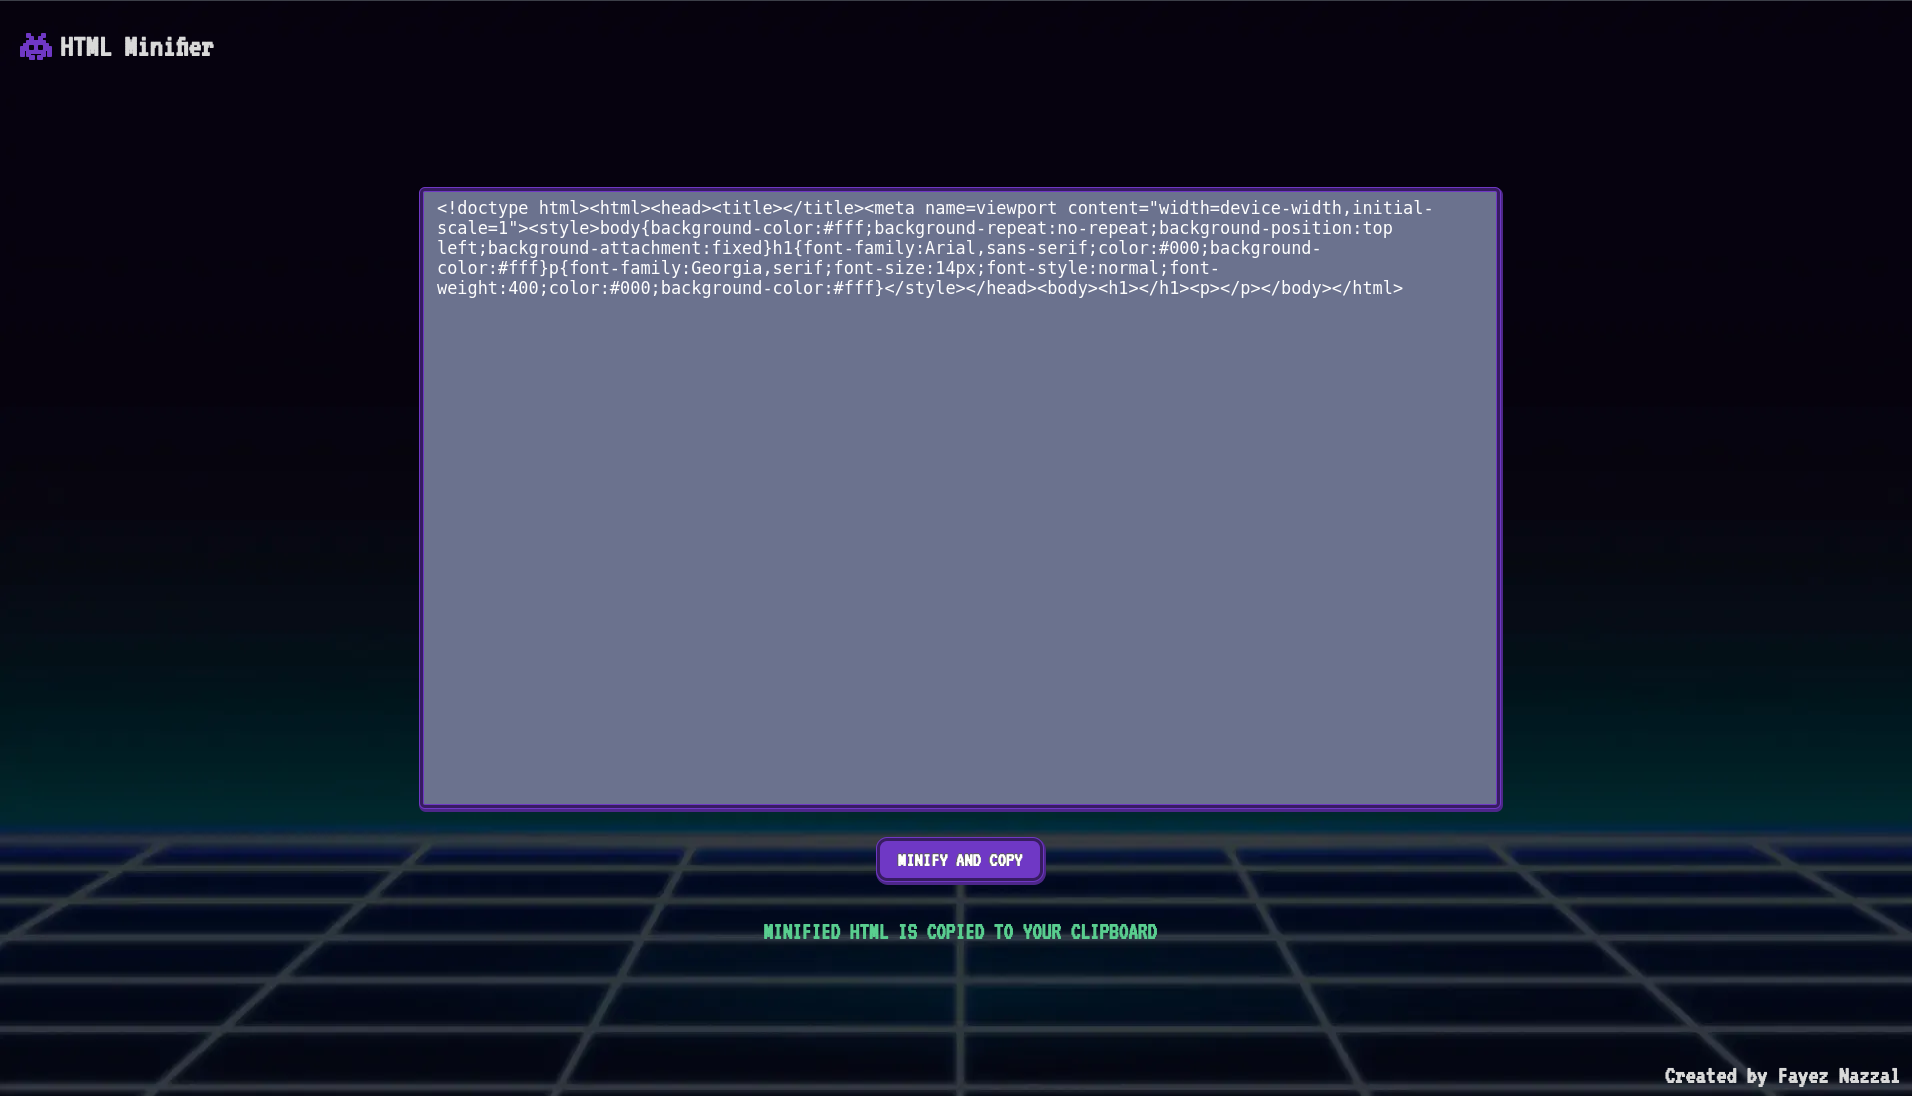 HTML Minifier
<!doctype html><html><head><title></title><meta name=viewport content="width=device-width,initial-
scale=1"><style>body{background-color:#fff;background-repeat:no-repeat;background-position:top
left;background-attachment:fixed}h1{font-family:Arial,sans-serif;color:#000;background-
color:#fff}p{font-family:Georgia,serif;font-size:14px;font-style:normal;font-
weight:400;color:#000;background-color:#fff}</style></head><body><h1></h1><p></p></body></html>
MINIFY AND COPY
MINIFIED HTML IS COPIED TO YOUR CLIPBOARD
Created by Fayez Nazzal